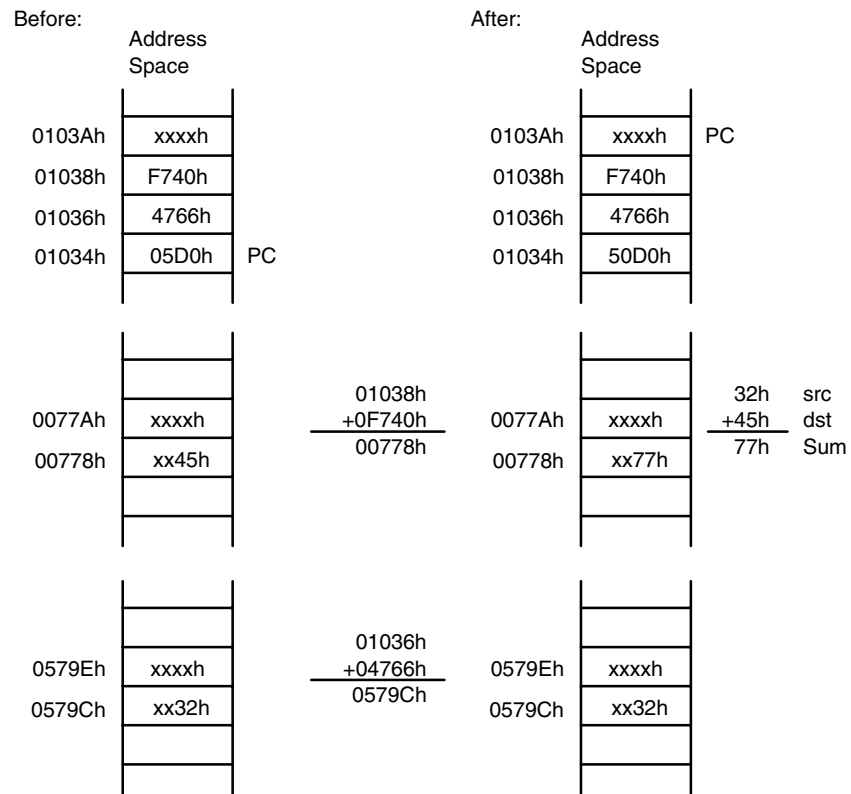 Before:
After:
Address
Space
Address
Space
0103Ah xxxxh
0103Ah xxxxh PC
01038h F740h
01038h F740h
01036h 4766h
01036h 4766h
01034h 05D0h PC
01034h 50D0h
01038h
32h src
0077Ah xxxxh
+0F740h
0077Ah xxxxh
+45h dst
00778h xx45h
00778h
00778h xx77h
77h Sum
01036h
0579Eh xxxxh
+04766h
0579Eh xxxxh
0579Ch xx32h
0579Ch
0579Ch xx32h